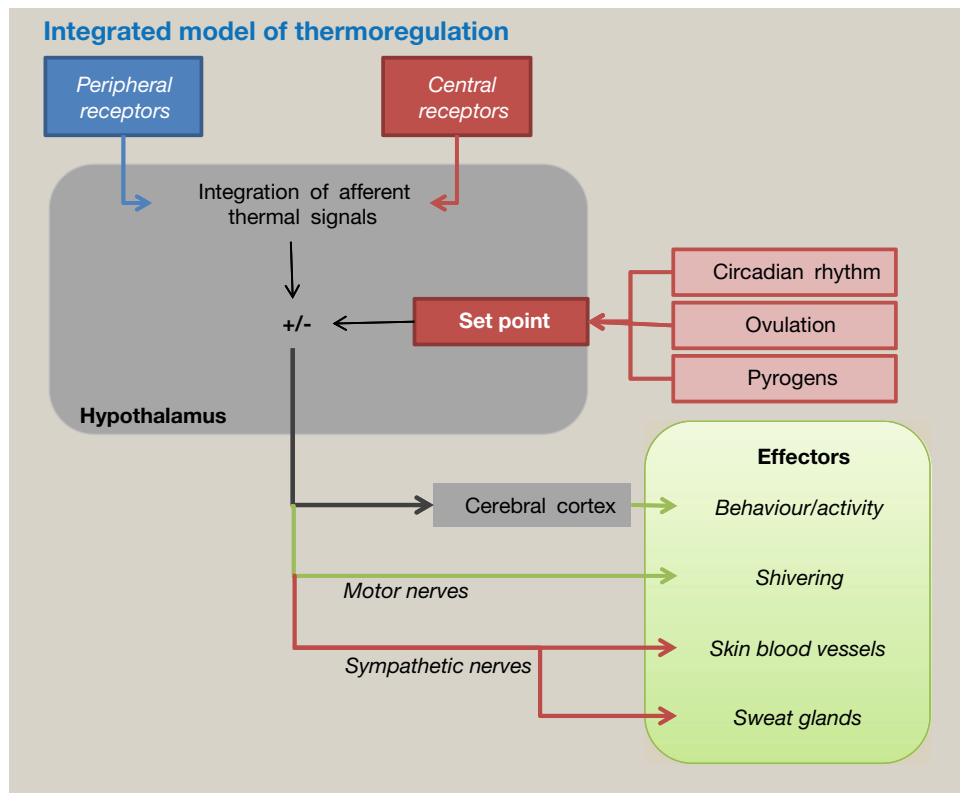 Integrated model of thermoregulation
Peripheral
receptors
Central
receptors
Integration of afferent
thermal signals
+/-
Set point
Circadian rhythm
Ovulation
Pyrogens
Hypothalamus
Effectors
Cerebral cortex
Behaviour/activity
Shivering
Motor nerves
Skin blood vessels
Sympathetic nerves
Sweat glands